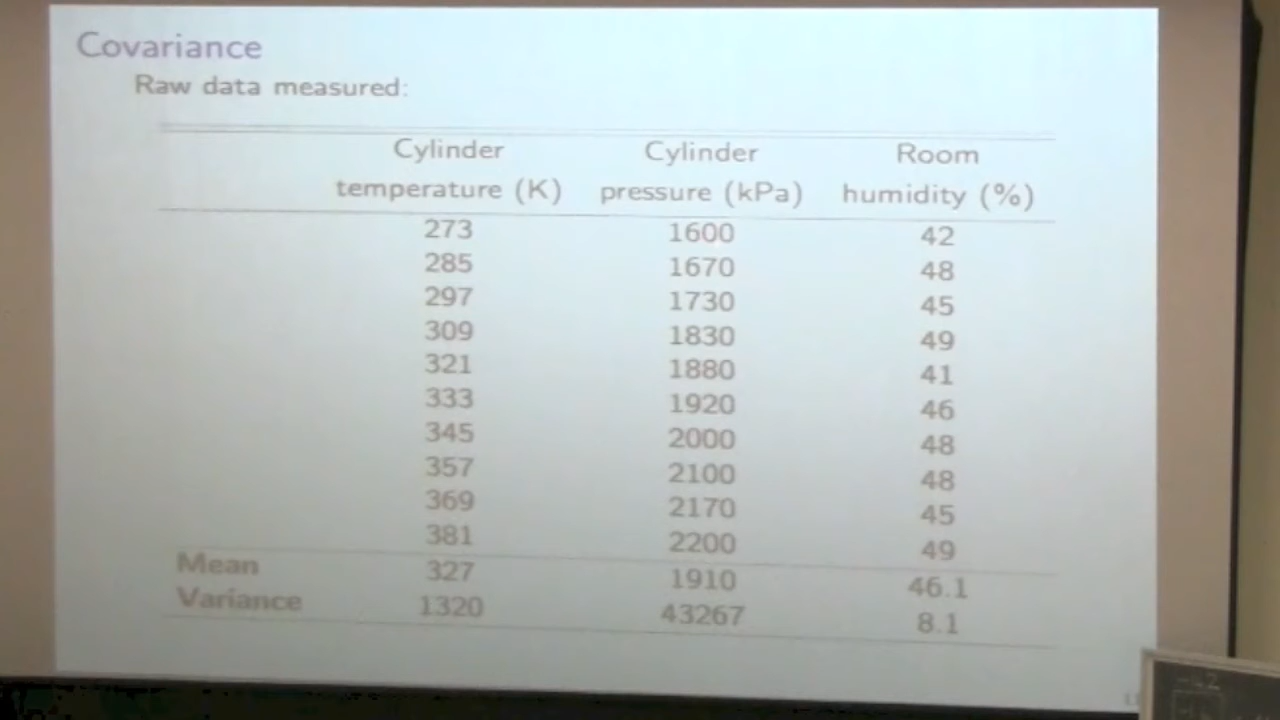 Covariance
Raw data measured:
Cylinder Cylinder Room
temperature (K) pressure (kPa) humidity (%)
273 1600 42
285 1670 48
297 1730 45
309 1830 49
321 1880 41
333 1920 46
345 2000 48
357 2100 48
369 2170 45
381 2200 49
Mean 327 1910 46.1
Variance 1320 43267 8.1